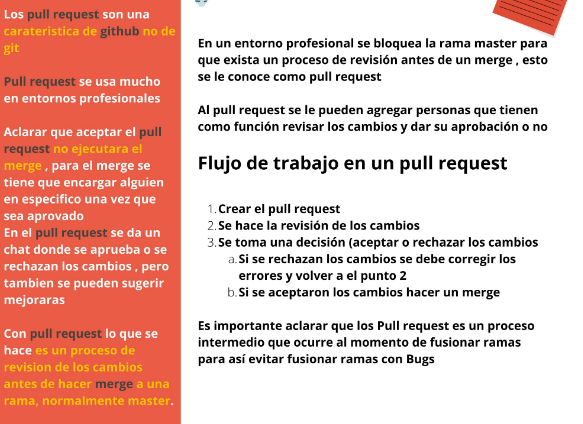 Los pull request son una
carateristica de github no de
git
Pull request se usa mucho
en entornos profesionales
Aclarar que aceptar el pull
request no ejecutara el
merge , para el merge se
tiene que encargar alguien
en especifico una vez que
sea aprovado
En el pull request se da un
chat donde se aprueba o se
rechazan los cambios , pero
tambien se pueden sugerir
mejoraras
Con pull request lo que se
hace es un proceso de
revision de los cambios
antes de hacer merge a una
rama, normalmente master.
En un entorno profesional se bloquea la rama master para
que exista un proceso de revisión antes de un merge , esto
se le conoce como pull request
Al pull request se le pueden agregar personas que tienen
como función revisar los cambios y dar su aprobación o no
Flujo de trabajo en un pull request
1. Crear el pull request
2. Se hace la revisión de los cambios
3. Se toma una decisión (aceptar o rechazar los cambios
a. Si se rechazan los cambios se debe corregir los
errores y volver a el punto 2
b. Si se aceptaron los cambios hacer un merge
Es importante aclarar que los Pull request es un proceso
intermedio que ocurre al momento de fusionar ramas
para así evitar fusionar ramas con Bugs